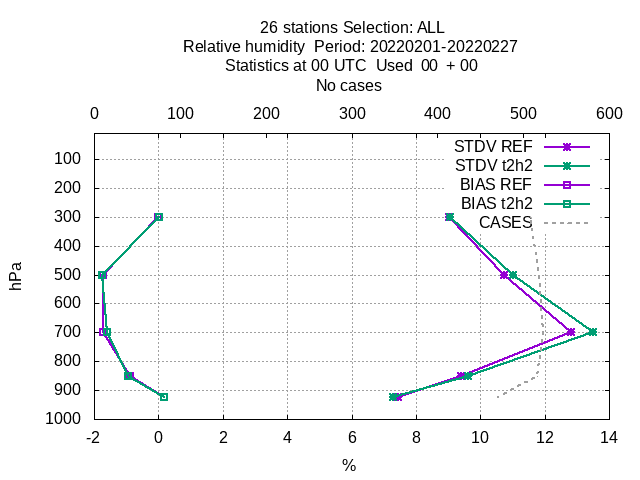 26 stations Selection: ALL
Relative humidity  Period: 20220201-20220227
Statistics at 00 UTC  Used  00  + 00
No cases
0 100 200 300 400 500 600
STDV REF
STDV t2h2
BIAS REF
BIAS t2h2
CASES
100
200
300
400
500
600
700
800
900
1000
hPa
-2 0 2 4 6 8 10 12 14
%